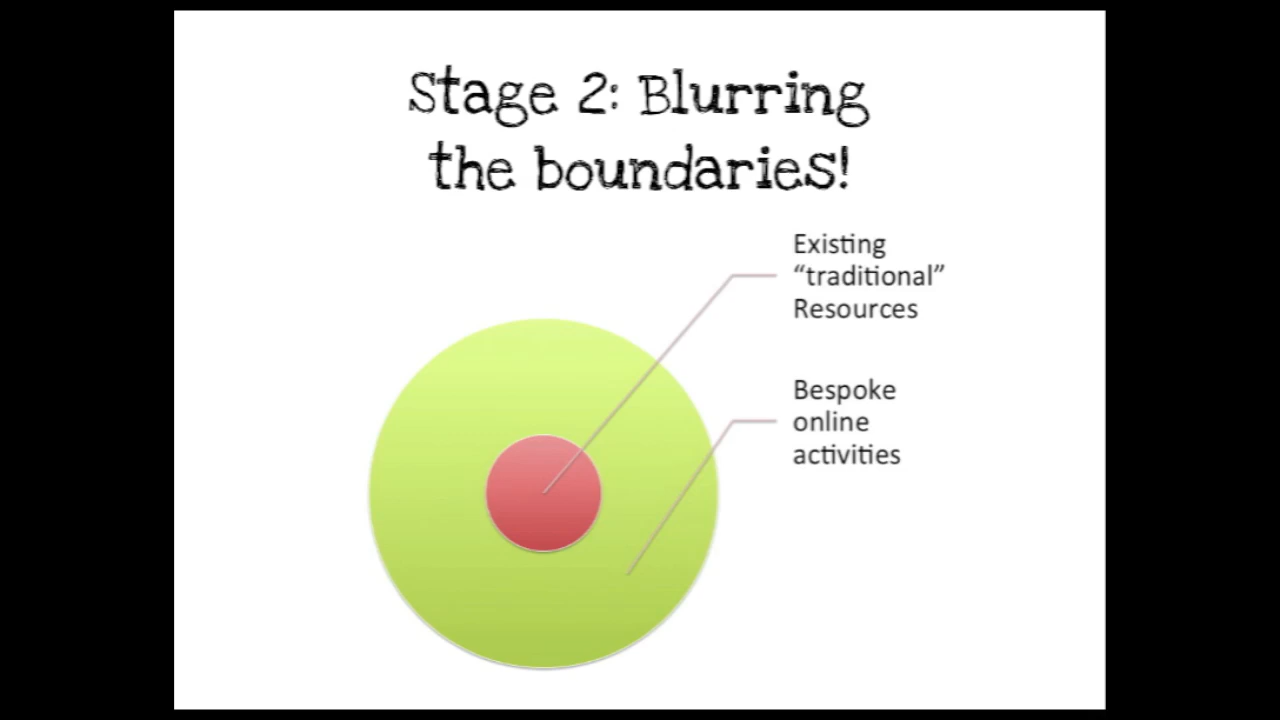 Stage 2: Blurring
the boundaries!
Existing
“traditional”
Resources
Bespoke
online
activities